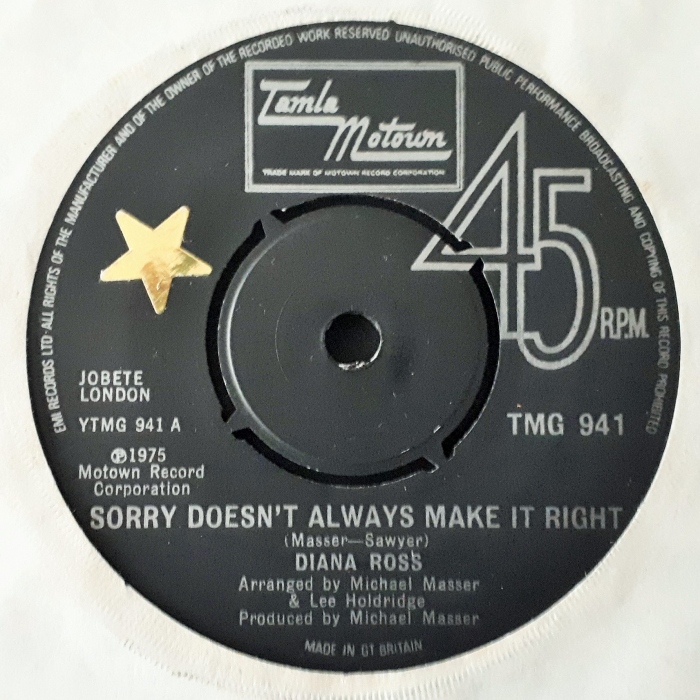 EMI RECORDS LTD·ALL RIGHTS OF THE MANUFACTURER AND OF THE OWNER OF THE RECORDED WORK RESERVED UNAUTHORISED PUBLIC PERFORMANCE BROADCASTING AND COPYING OF THIS RECORD PROHIBITED
Tamla
Motown
TRADE MARK OF MOTOWN RECORD CORPORATION
45
R.P.M.
JOBETE
LONDON
YTMG 941 A
TMG 941
℗1975
Motown Record
Corporation
SORRY DOESN'T ALWAYS MAKE IT RIGHT
(Masser—Sawyer)
DIANA ROSS
Arranged by Michael Masser
& Lee Holdridge
Produced by Michael Masser
MADE IN GT BRITAIN